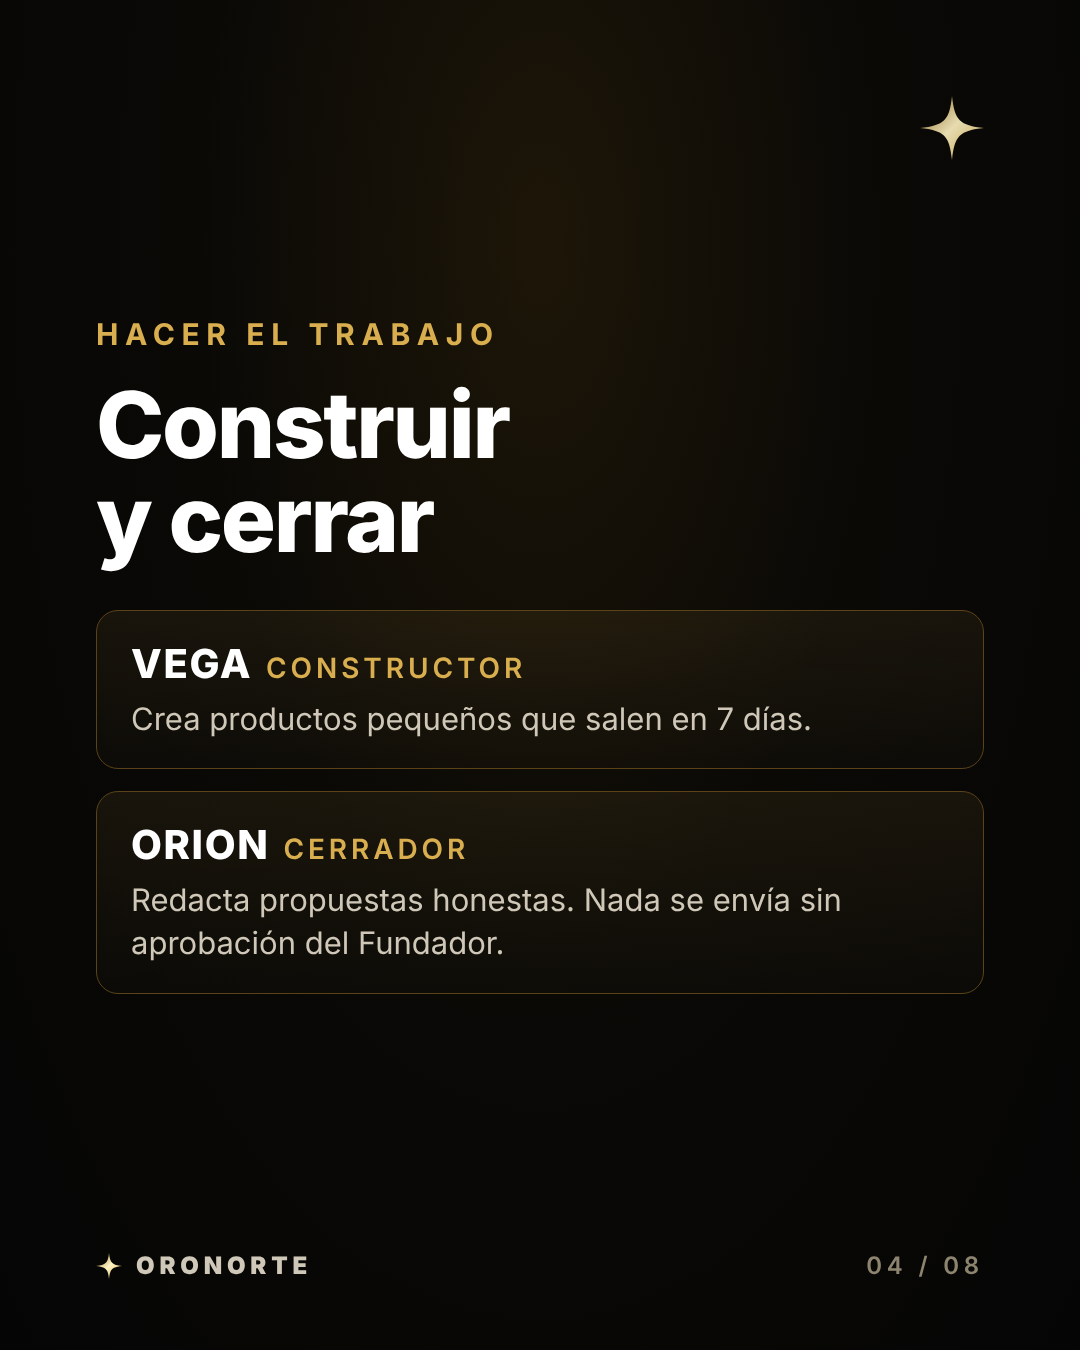 HACER EL TRABAJO
Construir
y cerrar
VEGA CONSTRUCTOR
Crea productos pequeños que salen en 7 días.
ORION CERRADOR
Redacta propuestas honestas. Nada se envía sin
aprobación del Fundador.
ORONORTE
04 / 08